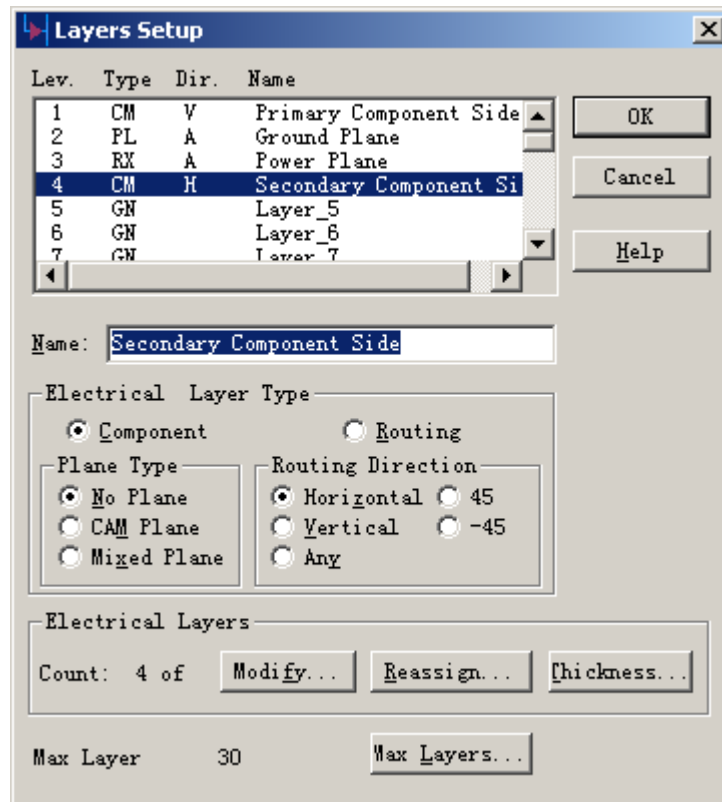 Layers Setup
Lev. Type Dir. Name
1 CM V Primary Component Side
2 PL A Ground Plane
3 RX A Power Plane
4 CM H Secondary Component Si
5 GN Layer_5
6 GN Layer_6
7 GN Layer_7
OK
Cancel
Help
Name: Secondary Component Side
Electrical Layer Type
Component Routing
Plane Type
No Plane
CAM Plane
Mixed Plane
Routing Direction
Horizontal 45
Vertical -45
Any
Electrical Layers
Count: 4 of Modify... Reassign... Thickness...
Max Layer 30 Max Layers...